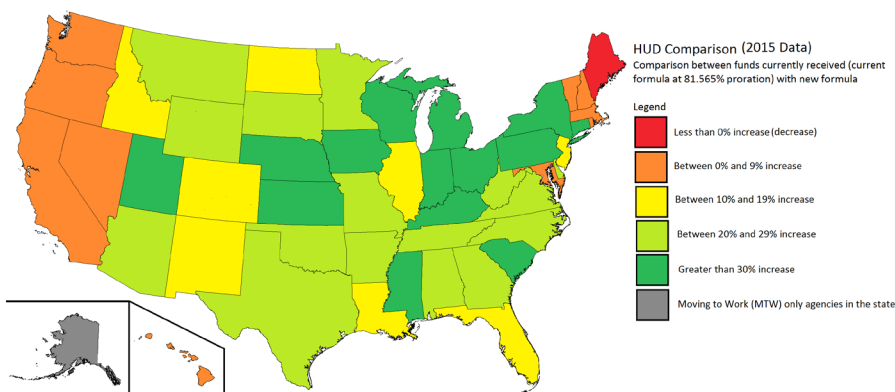 HUD Comparison (2015 Data)
Comparison between funds currently received (current
formula at 81.565% proration) with new formula
Legend
Less than 0% increase (decrease)
Between 0% and 9% increase
Between 10% and 19% increase
Between 20% and 29% increase
Greater than 30% increase
Moving to Work (MTW) only agencies in the state